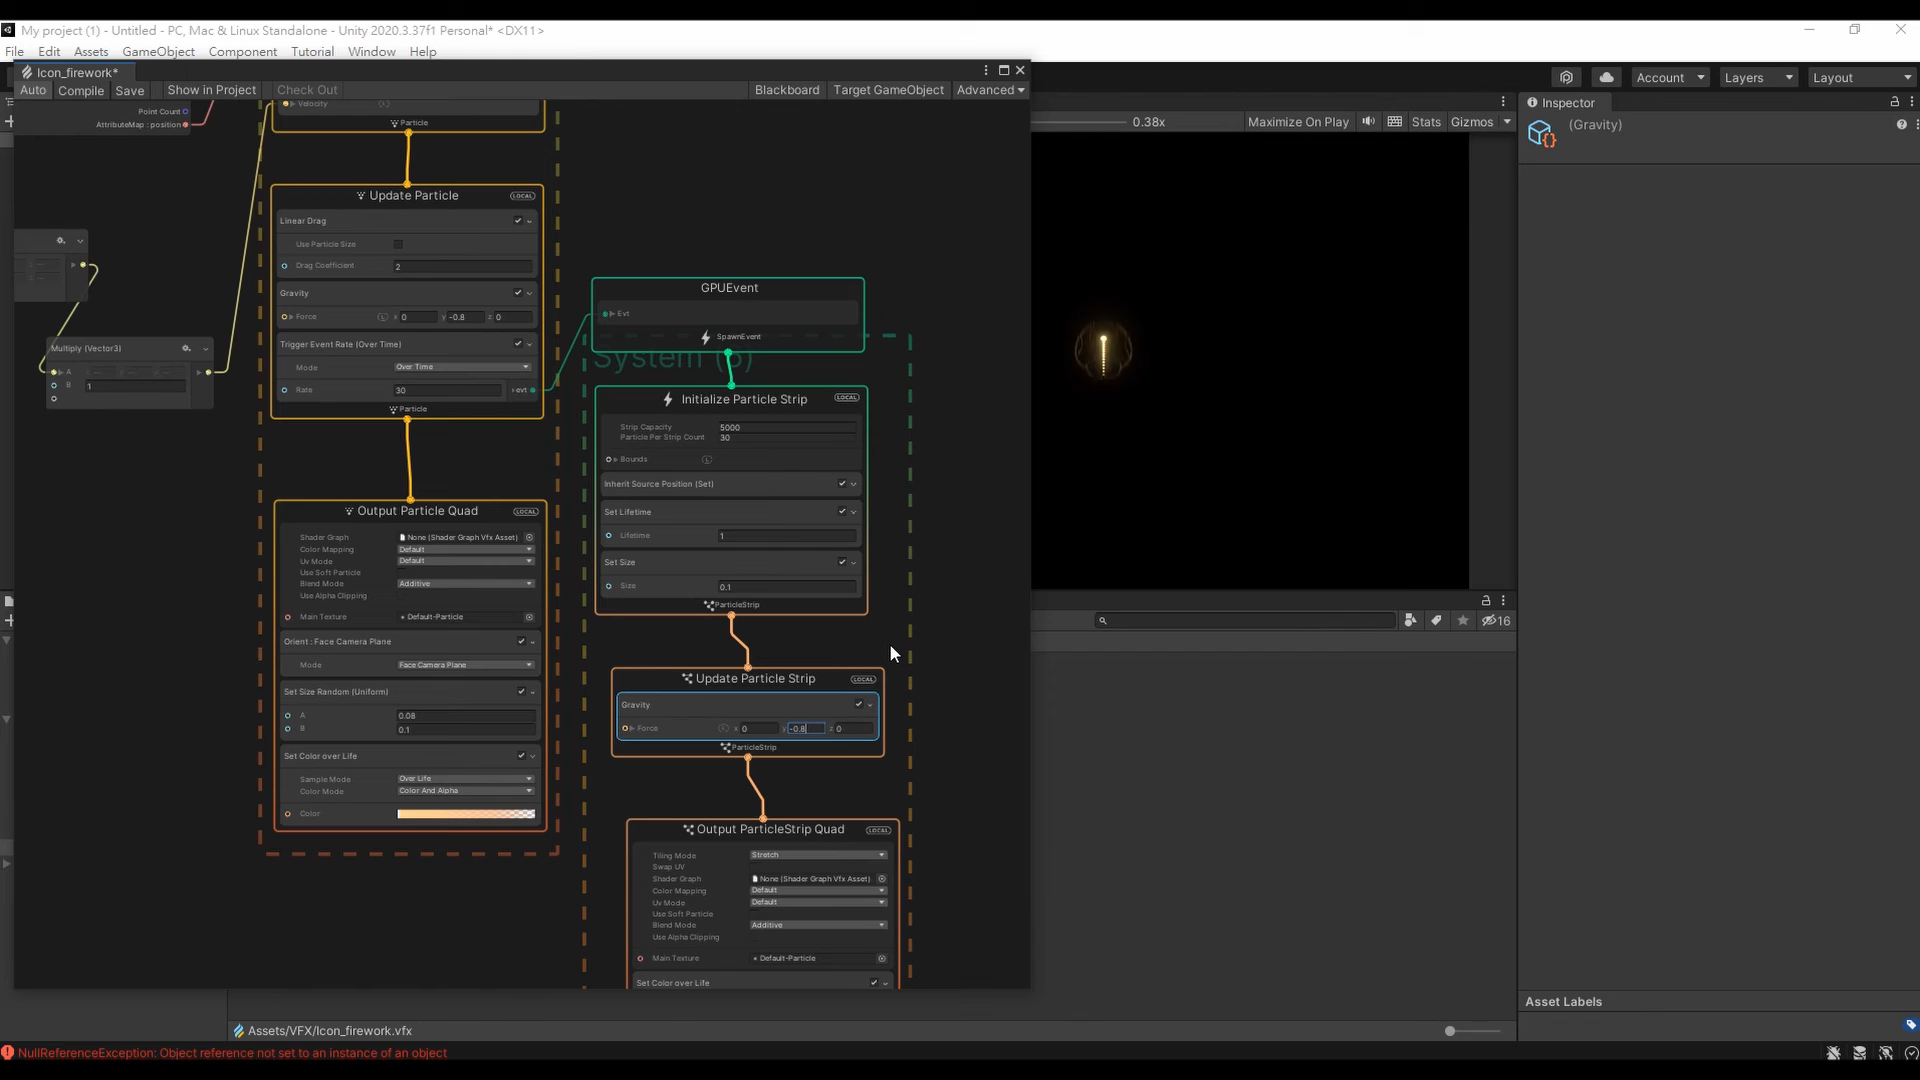 My project (1) - Untitled - PC, Mac & Linux Standalone - Unity 2020.3.37f1 Personal* <DX11>
File Edit Assets GameObject Component Tutorial Window Help
Icon_firework*
Auto Compile Save Show in Project Check Out Blackboard Target GameObject Advanced
Account Layers Layout
0.38x Maximize On Play Stats Gizmos
Inspector
(Gravity)
Point Count
AttributeMap : position
Velocity
Particle
Update Particle LOCAL
Linear Drag
Use Particle Size
Drag Coefficient 2
Gravity
Force L x 0 y -0.8 z 0
Trigger Event Rate (Over Time)
Mode Over Time
Rate 30 evt
Particle
Multiply (Vector3)
A
B 1
Output Particle Quad LOCAL
Shader Graph None (Shader Graph Vfx Asset)
Color Mapping Default
Uv Mode Default
Use Soft Particle
Blend Mode Additive
Use Alpha Clipping
Main Texture Default-Particle
Orient : Face Camera Plane
Mode Face Camera Plane
Set Size Random (Uniform)
A 0.08
B 0.1
Set Color over Life
Sample Mode Over Life
Color Mode Color And Alpha
Color
GPUEvent
Evt
SpawnEvent
Initialize Particle Strip LOCAL
Strip Capacity 5000
Particle Per Strip Count 30
Bounds L
Inherit Source Position (Set)
Set Lifetime
Lifetime 1
Set Size
Size 0.1
ParticleStrip
Update Particle Strip LOCAL
Gravity
Force L x 0 y -0.8 z 0
ParticleStrip
Output ParticleStrip Quad LOCAL
Tiling Mode Stretch
Swap UV
Shader Graph None (Shader Graph Vfx Asset)
Color Mapping Default
Uv Mode Default
Use Soft Particle
Blend Mode Additive
Use Alpha Clipping
Main Texture Default-Particle
Set Color over Life
16
Asset Labels
Assets/VFX/Icon_firework.vfx
NullReferenceException: Object reference not set to an instance of an object